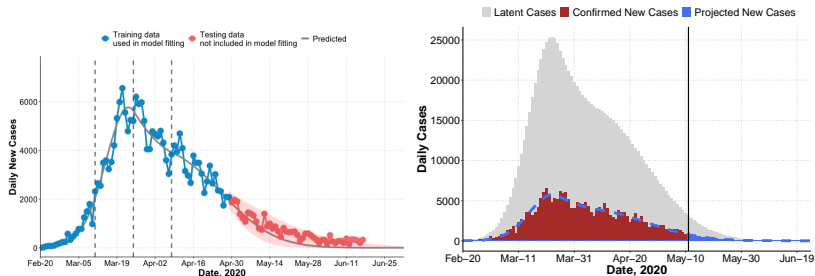 Training data
used in model fitting
Testing data
not included in model fitting
Predicted
Daily New Cases
6000
4000
2000
0
Feb-20 Mar-05 Mar-19 Apr-02 Apr-16 Apr-30 May-14 May-28 Jun-11 Jun-25
Date, 2020
Latent Cases Confirmed New Cases Projected New Cases
Daily Cases
25000
20000
15000
10000
5000
0
Feb-20 Mar-11 Mar-31 Apr-20 May-10 May-30 Jun-19
Date, 2020